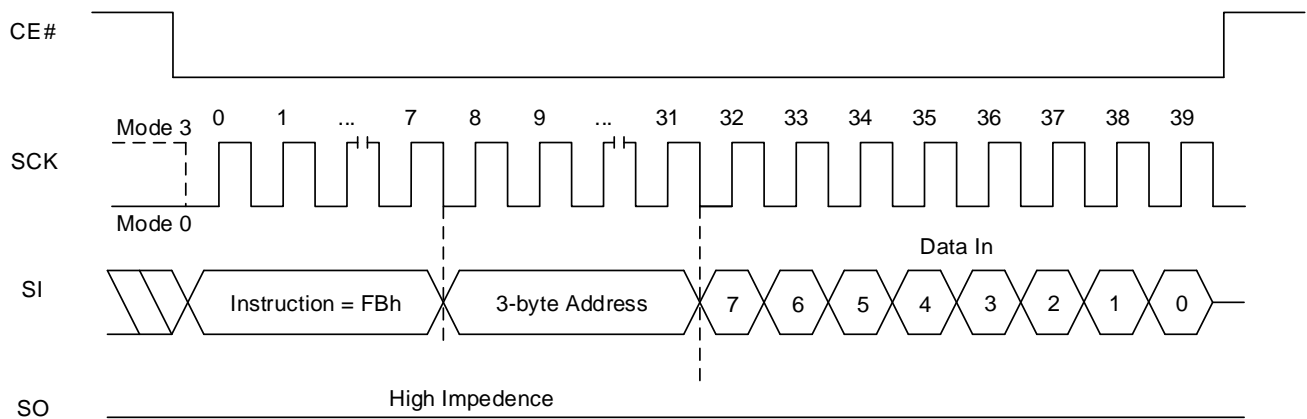 CE#
0 1 ... 7 8 9 ... 31 32 33 34 35 36 37 38 39
Mode 3
SCK
Mode 0
Data In
SI
Instruction = FBh 3-byte Address 7 6 5 4 3 2 1 0
High Impedence
SO